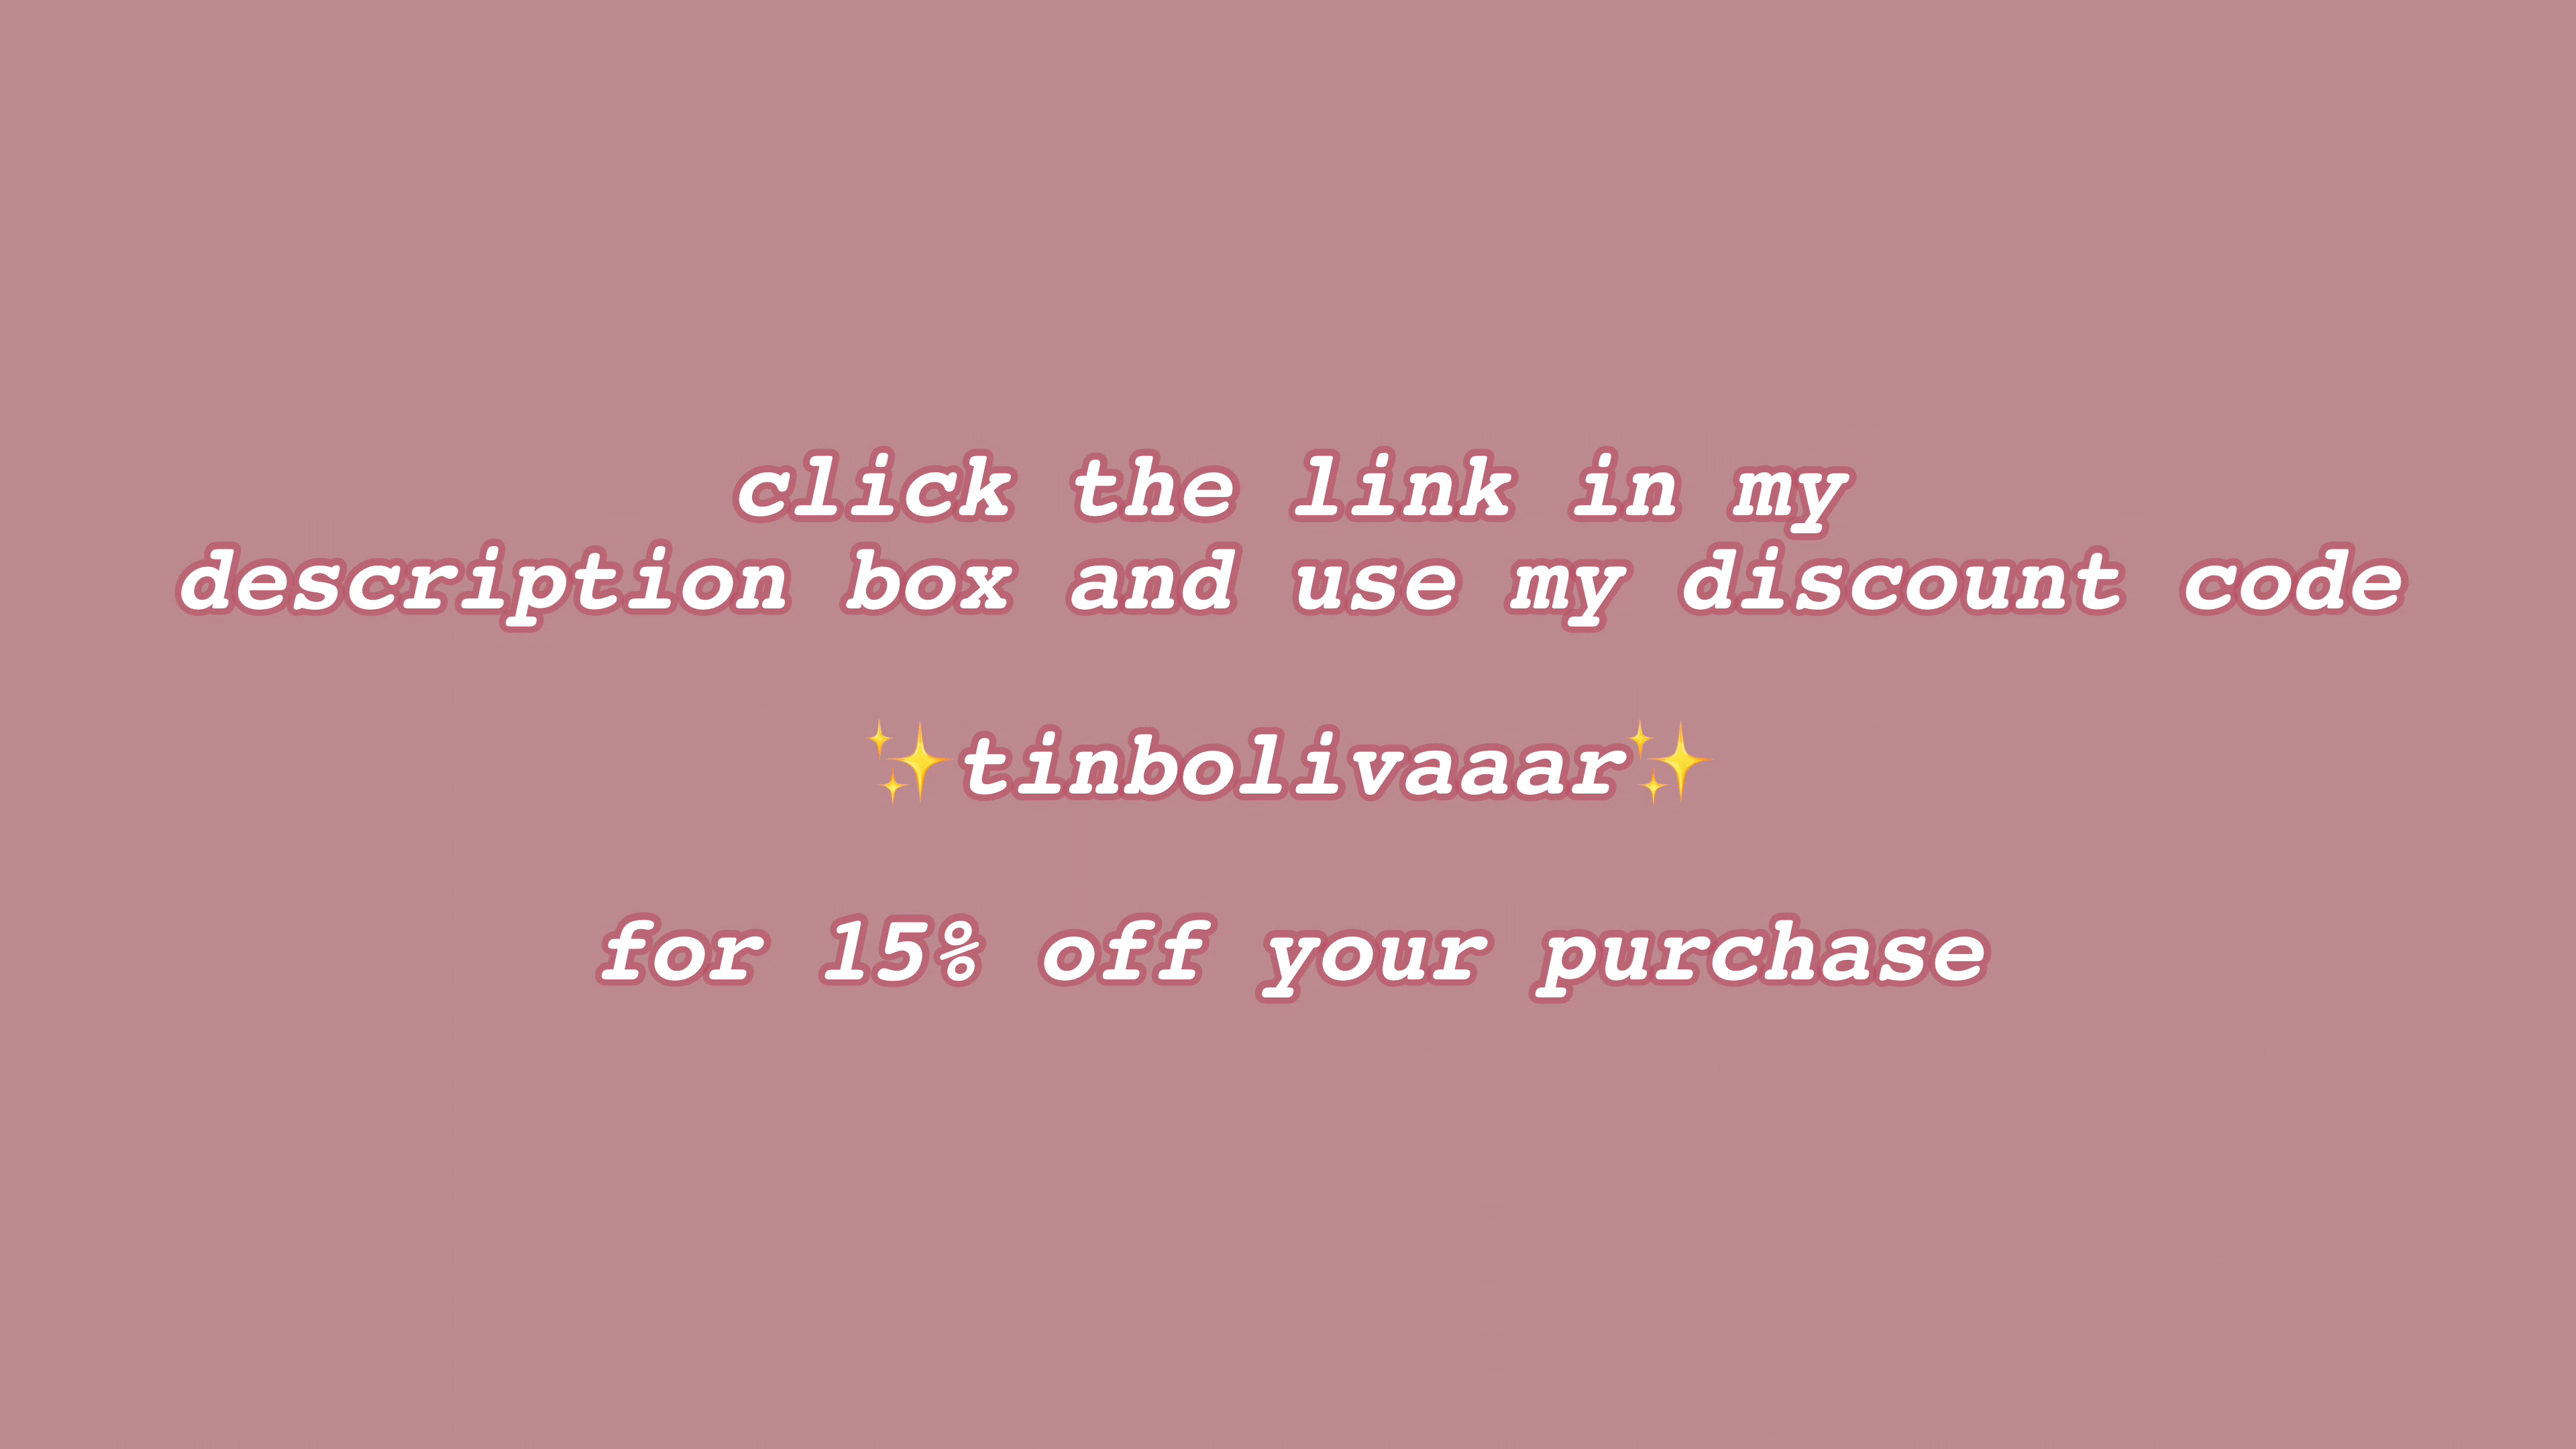 click the link in my
description box and use my discount code
✨tinbolivaaar✨
for 15% off your purchase